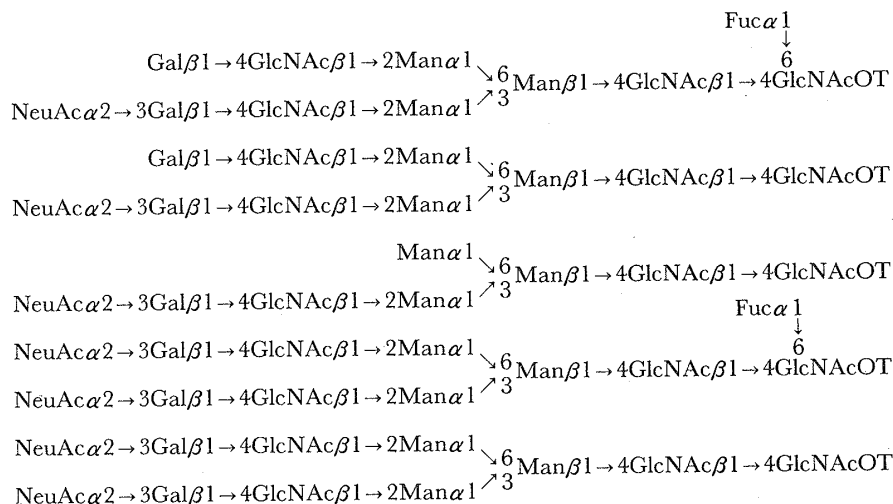 Fucα1
↓
Galβ1→4GlcNAcβ1→2Manα1 6
↘6Manβ1→4GlcNAcβ1→4GlcNAcOT
↗3
NeuAcα2→3Galβ1→4GlcNAcβ1→2Manα1
Galβ1→4GlcNAcβ1→2Manα1
↘6Manβ1→4GlcNAcβ1→4GlcNAcOT
↗3
NeuAcα2→3Galβ1→4GlcNAcβ1→2Manα1
Manα1
↘6Manβ1→4GlcNAcβ1→4GlcNAcOT
↗3
NeuAcα2→3Galβ1→4GlcNAcβ1→2Manα1
Fucα1
↓
NeuAcα2→3Galβ1→4GlcNAcβ1→2Manα1 6
↘6Manβ1→4GlcNAcβ1→4GlcNAcOT
↗3
NeuAcα2→3Galβ1→4GlcNAcβ1→2Manα1
NeuAcα2→3Galβ1→4GlcNAcβ1→2Manα1
↘6Manβ1→4GlcNAcβ1→4GlcNAcOT
↗3
NeuAcα2→3Galβ1→4GlcNAcβ1→2Manα1